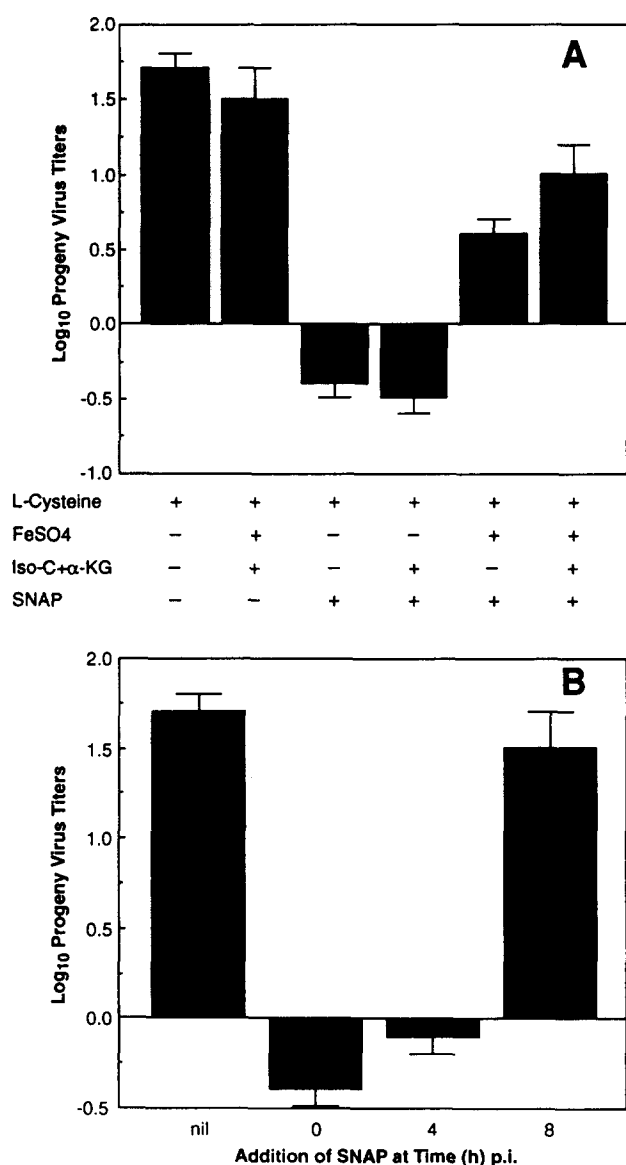 2.0
A
1.5
1.0
0.5
0.0
-0.5
-1.0
Log10 Progeny Virus Titers
L-Cysteine + + + + + +
FeSO4 − + − − + +
Iso-C+α-KG − + − + − +
SNAP − − + + + +
2.0
B
1.5
1.0
0.5
0.0
-0.5
Log10 Progeny Virus Titers
nil 0 4 8
Addition of SNAP at Time (h) p.i.